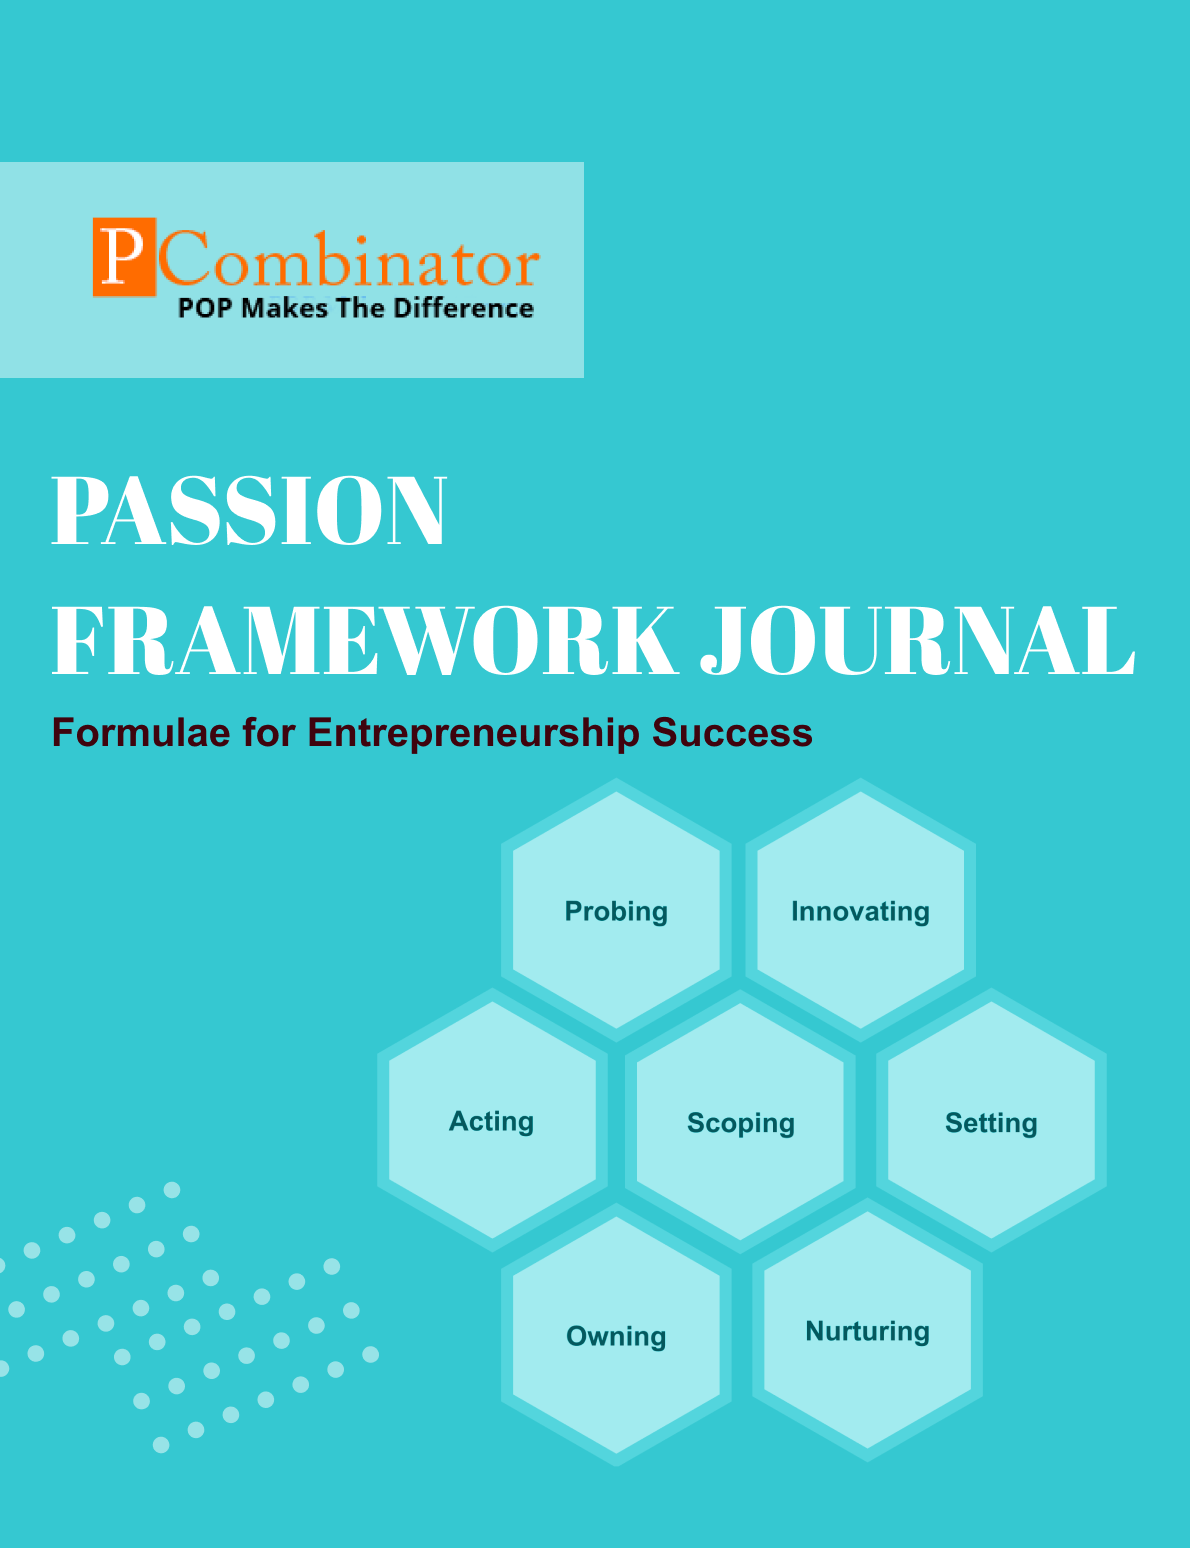 PCombinator
POP Makes The Difference
PASSION
FRAMEWORK JOURNAL
Formulae for Entrepreneurship Success
Probing
Innovating
Acting
Scoping
Setting
Owning
Nurturing